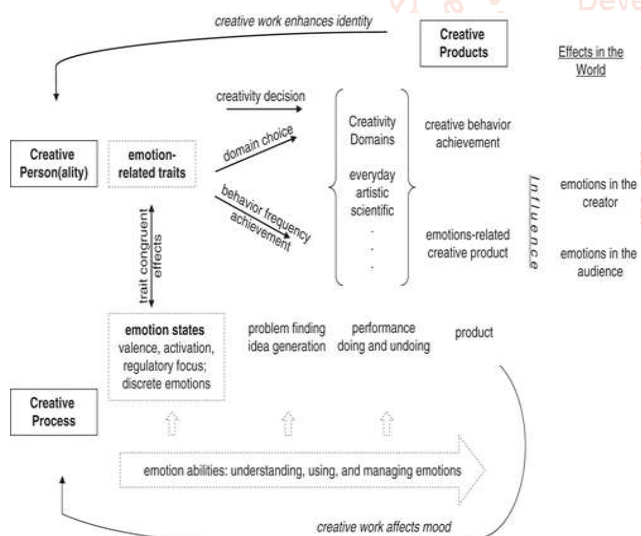 Deve
creative work enhances identity
Creative
Products
Effects in the
World
creativity decision
domain choice
behavior frequency
achievement
Creativity
Domains
everyday
artistic
scientific
.
.
.
creative behavior
achievement
emotions-related
creative product
Influence
emotions in the
creator
emotions in the
audience
Creative
Person(ality)
emotion-
related traits
trait congruent
effects
emotion states
valence, activation,
regulatory focus;
discrete emotions
problem finding
idea generation
performance
doing and undoing
product
Creative
Process
emotion abilities: understanding, using, and managing emotions
creative work affects mood